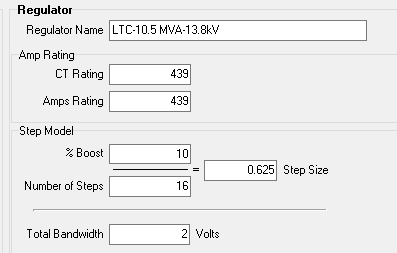 Regulator
Regulator Name LTC-10.5 MVA-13.8kV
Amp Rating
CT Rating 439
Amps Rating 439
Step Model
% Boost 10
= 0.625 Step Size
Number of Steps 16
Total Bandwidth 2 Volts